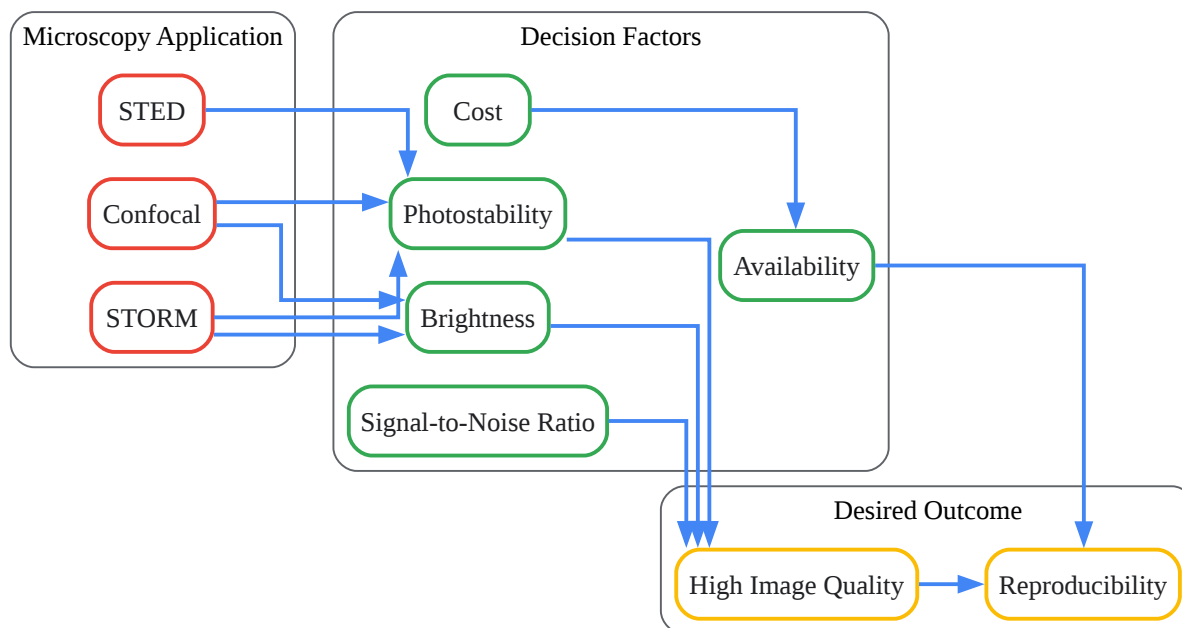 Microscopy Application
STED
Confocal
STORM
Decision Factors
Cost
Photostability
Availability
Brightness
Signal-to-Noise Ratio
Desired Outcome
High Image Quality
Reproducibility